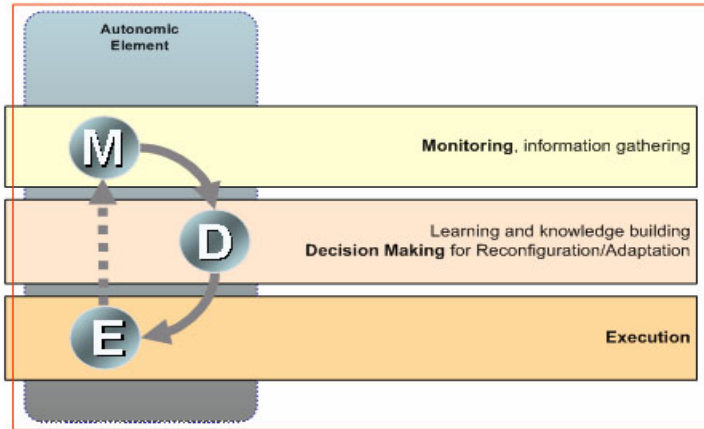 Autonomic
Element
M
Monitoring, information gathering
D
Learning and knowledge building
Decision Making for Reconfiguration/Adaptation
E
Execution